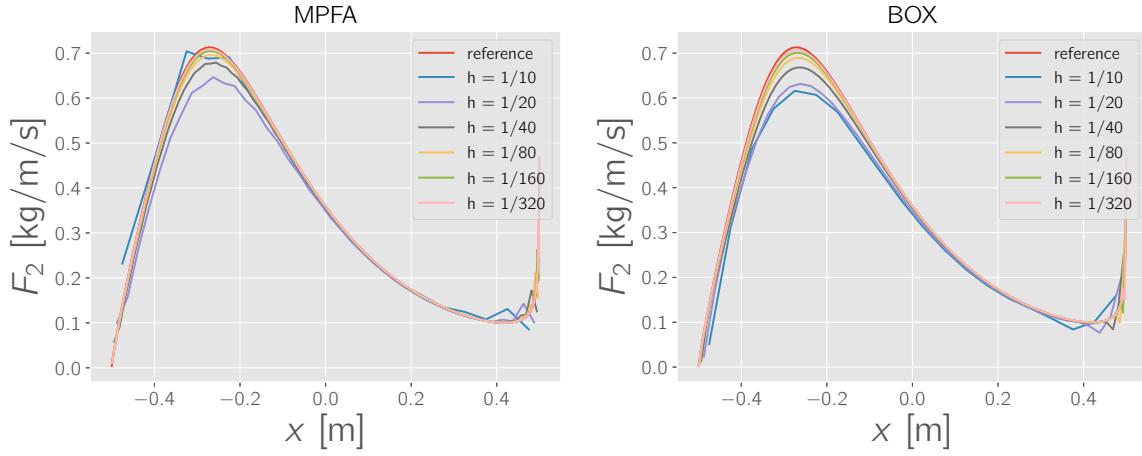 MPFA
F2 [kg/m/s]
0.7
0.6
0.5
0.4
0.3
0.2
0.1
0.0
−0.4 −0.2 0.0 0.2 0.4
x [m]
reference
h = 1/10
h = 1/20
h = 1/40
h = 1/80
h = 1/160
h = 1/320
BOX
F2 [kg/m/s]
0.7
0.6
0.5
0.4
0.3
0.2
0.1
0.0
−0.4 −0.2 0.0 0.2 0.4
x [m]
reference
h = 1/10
h = 1/20
h = 1/40
h = 1/80
h = 1/160
h = 1/320